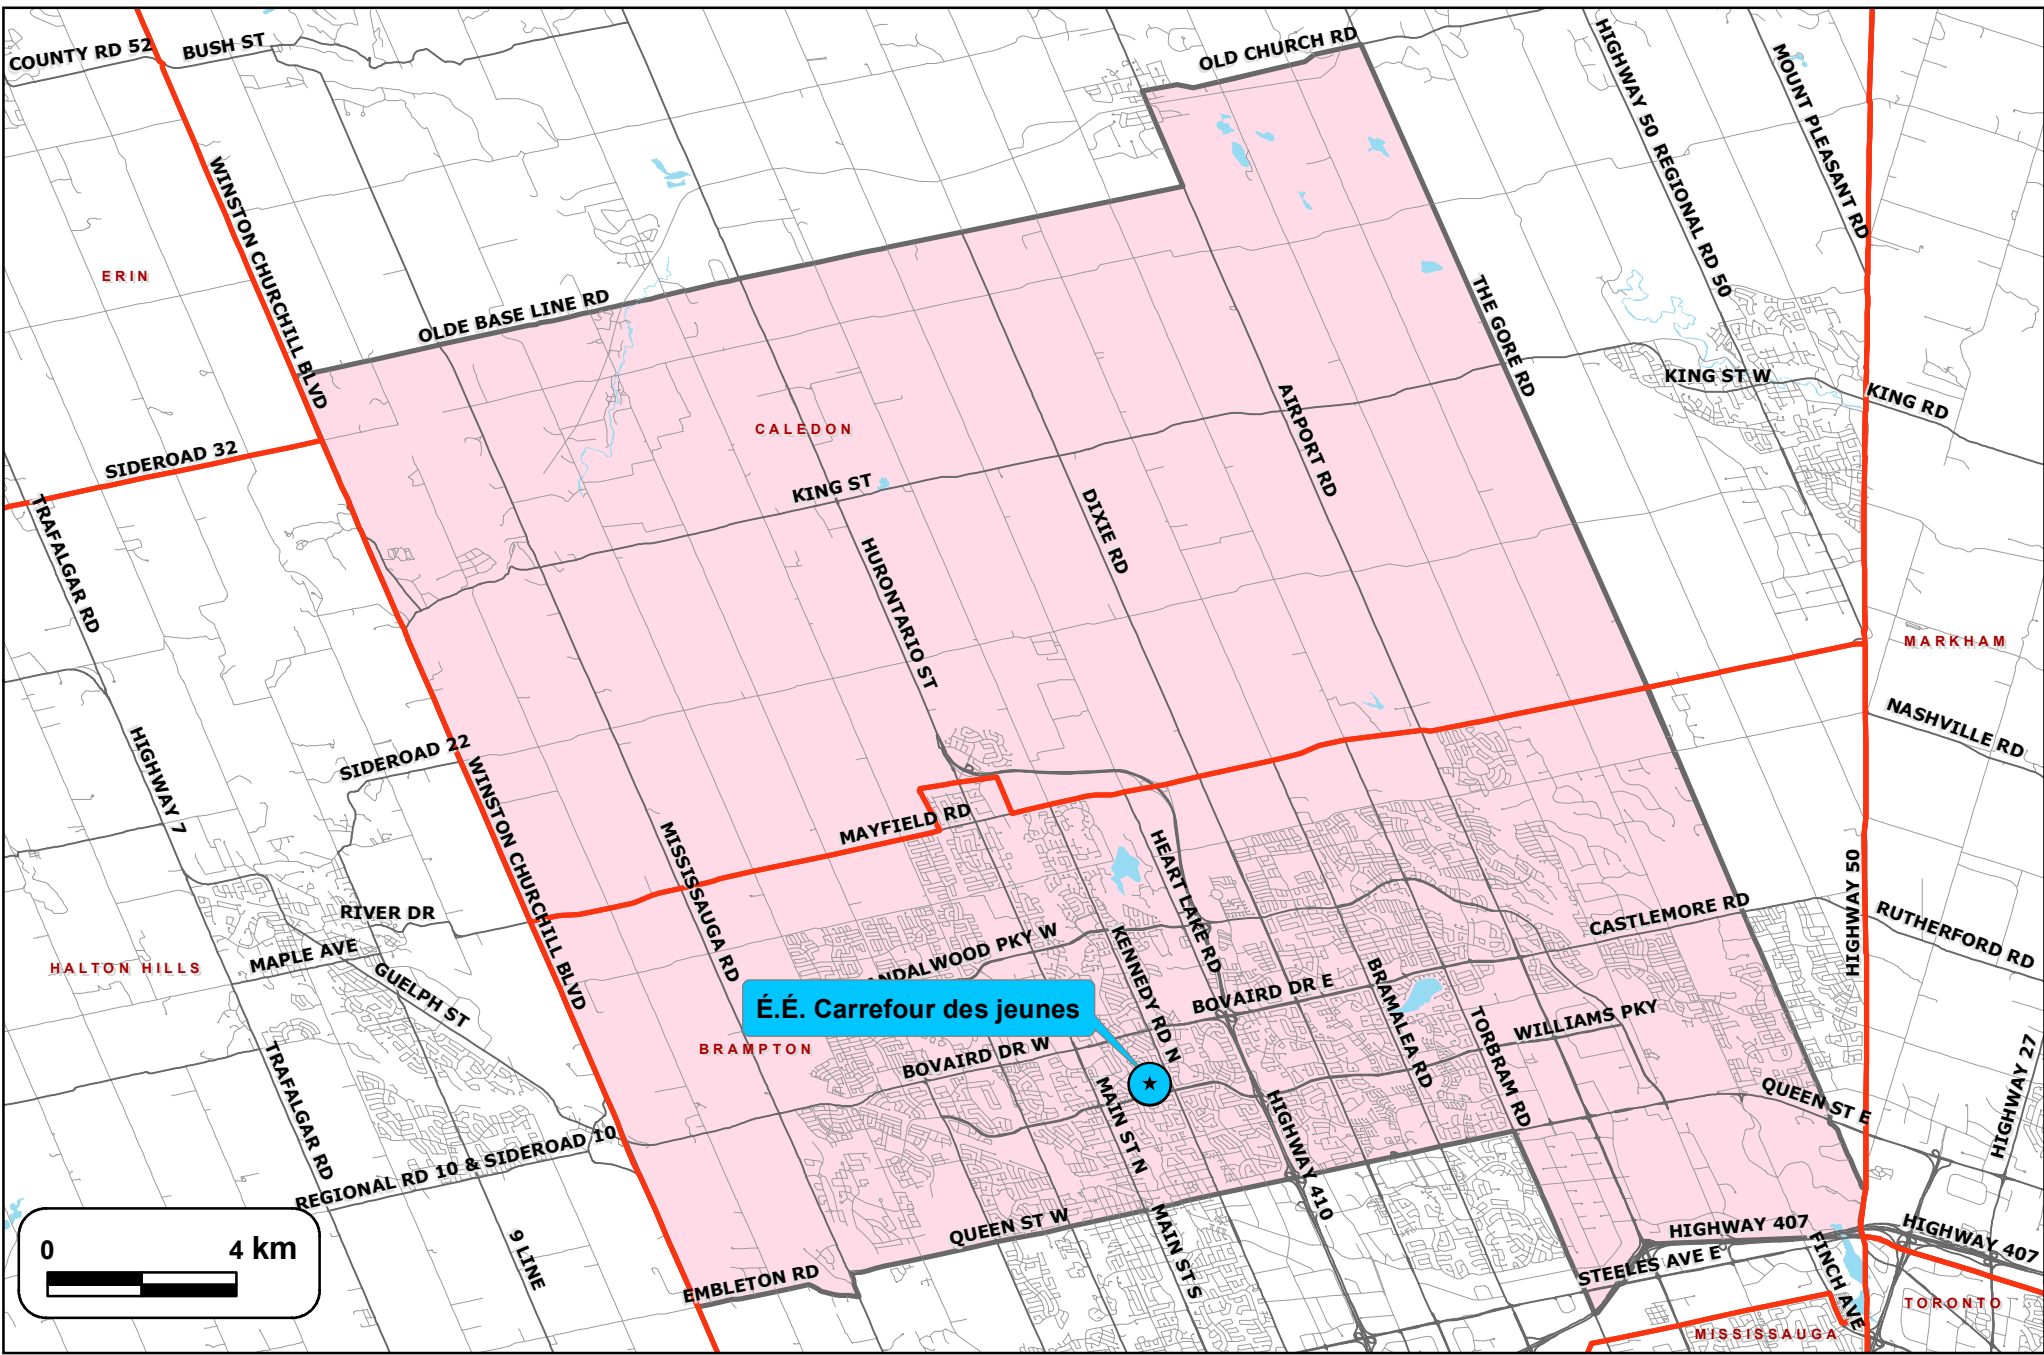 COUNTY RD 52
BUSH ST
OLD CHURCH RD
HIGHWAY 50 REGIONAL RD 50
MOUNT PLEASANT RD
WINSTON CHURCHILL BLVD
ERIN
OLDE BASE LINE RD
THE GORE RD
KING ST W
KING RD
CALEDON
AIRPORT RD
SIDEROAD 32
KING ST
DIXIE RD
TRAFALGAR RD
HURONTARIO ST
MARKHAM
NASHVILLE RD
HIGHWAY 7
SIDEROAD 22
WINSTON CHURCHILL BLVD
MISSISSAUGA RD
MAYFIELD RD
HEART LAKE RD
HIGHWAY 50
RIVER DR
CASTLEMORE RD
RUTHERFORD RD
MAPLE AVE
HALTON HILLS
GUELPH ST
ANDALWOOD PKY W
KENNEDY RD N
BOVAIRD DR E
BRAMALEA RD
É.É. Carrefour des jeunes
TORBRAM RD
WILLIAMS PKY
BRAMPTON
BOVAIRD DR W
TRAFALGAR RD
MAIN ST N
HIGHWAY 410
QUEEN ST E
HIGHWAY 27
REGIONAL RD 10 & SIDEROAD 10
9 LINE
QUEEN ST W
MAIN ST S
HIGHWAY 407
HIGHWAY 407
STEELES AVE E
FINCH AVE
EMBLETON RD
TORONTO
MISSISSAUGA
0 4 km